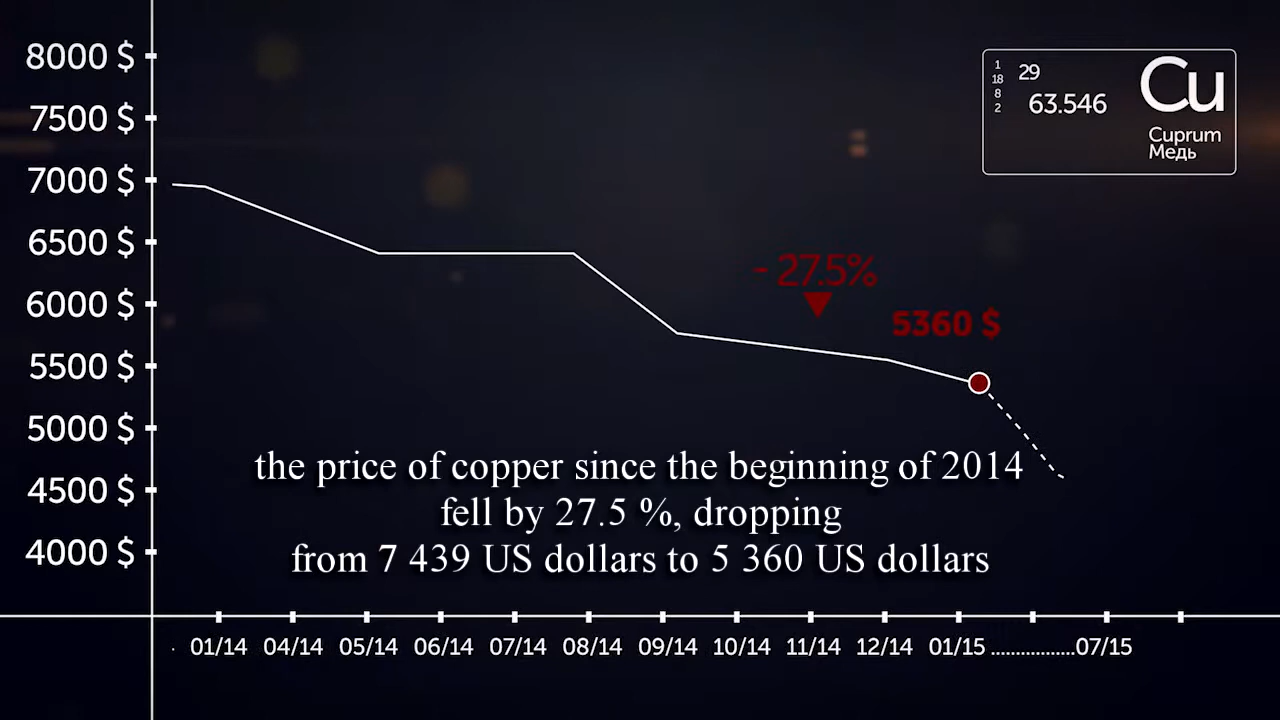 8000 $
7500 $
7000 $
6500 $
6000 $
5500 $
5000 $
4500 $
4000 $
1
18
8
2
29
63.546
Cu
Cuprum
Медь
- 27.5%
5360 $
the price of copper since the beginning of 2014
fell by 27.5 %, dropping
from 7 439 US dollars to 5 360 US dollars
01/14 04/14 05/14 06/14 07/14 08/14 09/14 10/14 11/14 12/14 01/15 .................07/15